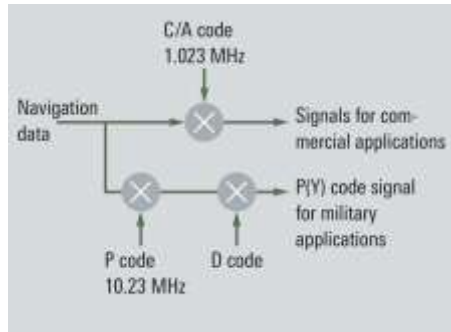 C/A code
1.023 MHz
Navigation
data
Signals for com-
mercial applications
P(Y) code signal
for military
applications
P code
10.23 MHz
D code